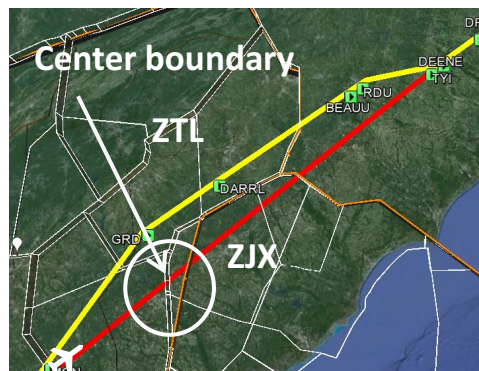 DEENE
TYI
Center boundary
RDU
BEAUU
ZTL
DARRL
GRD
ZJX